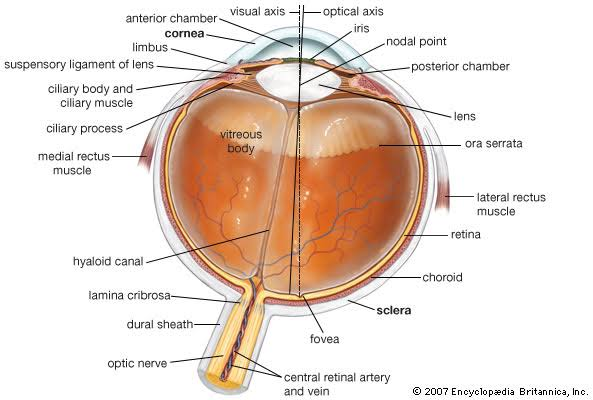 visual axis
optical axis
anterior chamber
cornea
limbus
suspensory ligament of lens
ciliary body and
ciliary muscle
ciliary process
medial rectus
muscle
vitreous
body
hyaloid canal
lamina cribrosa
dural sheath
optic nerve
iris
nodal point
posterior chamber
lens
ora serrata
lateral rectus
muscle
retina
choroid
sclera
fovea
central retinal artery
and vein
© 2007 Encyclopædia Britannica, Inc.